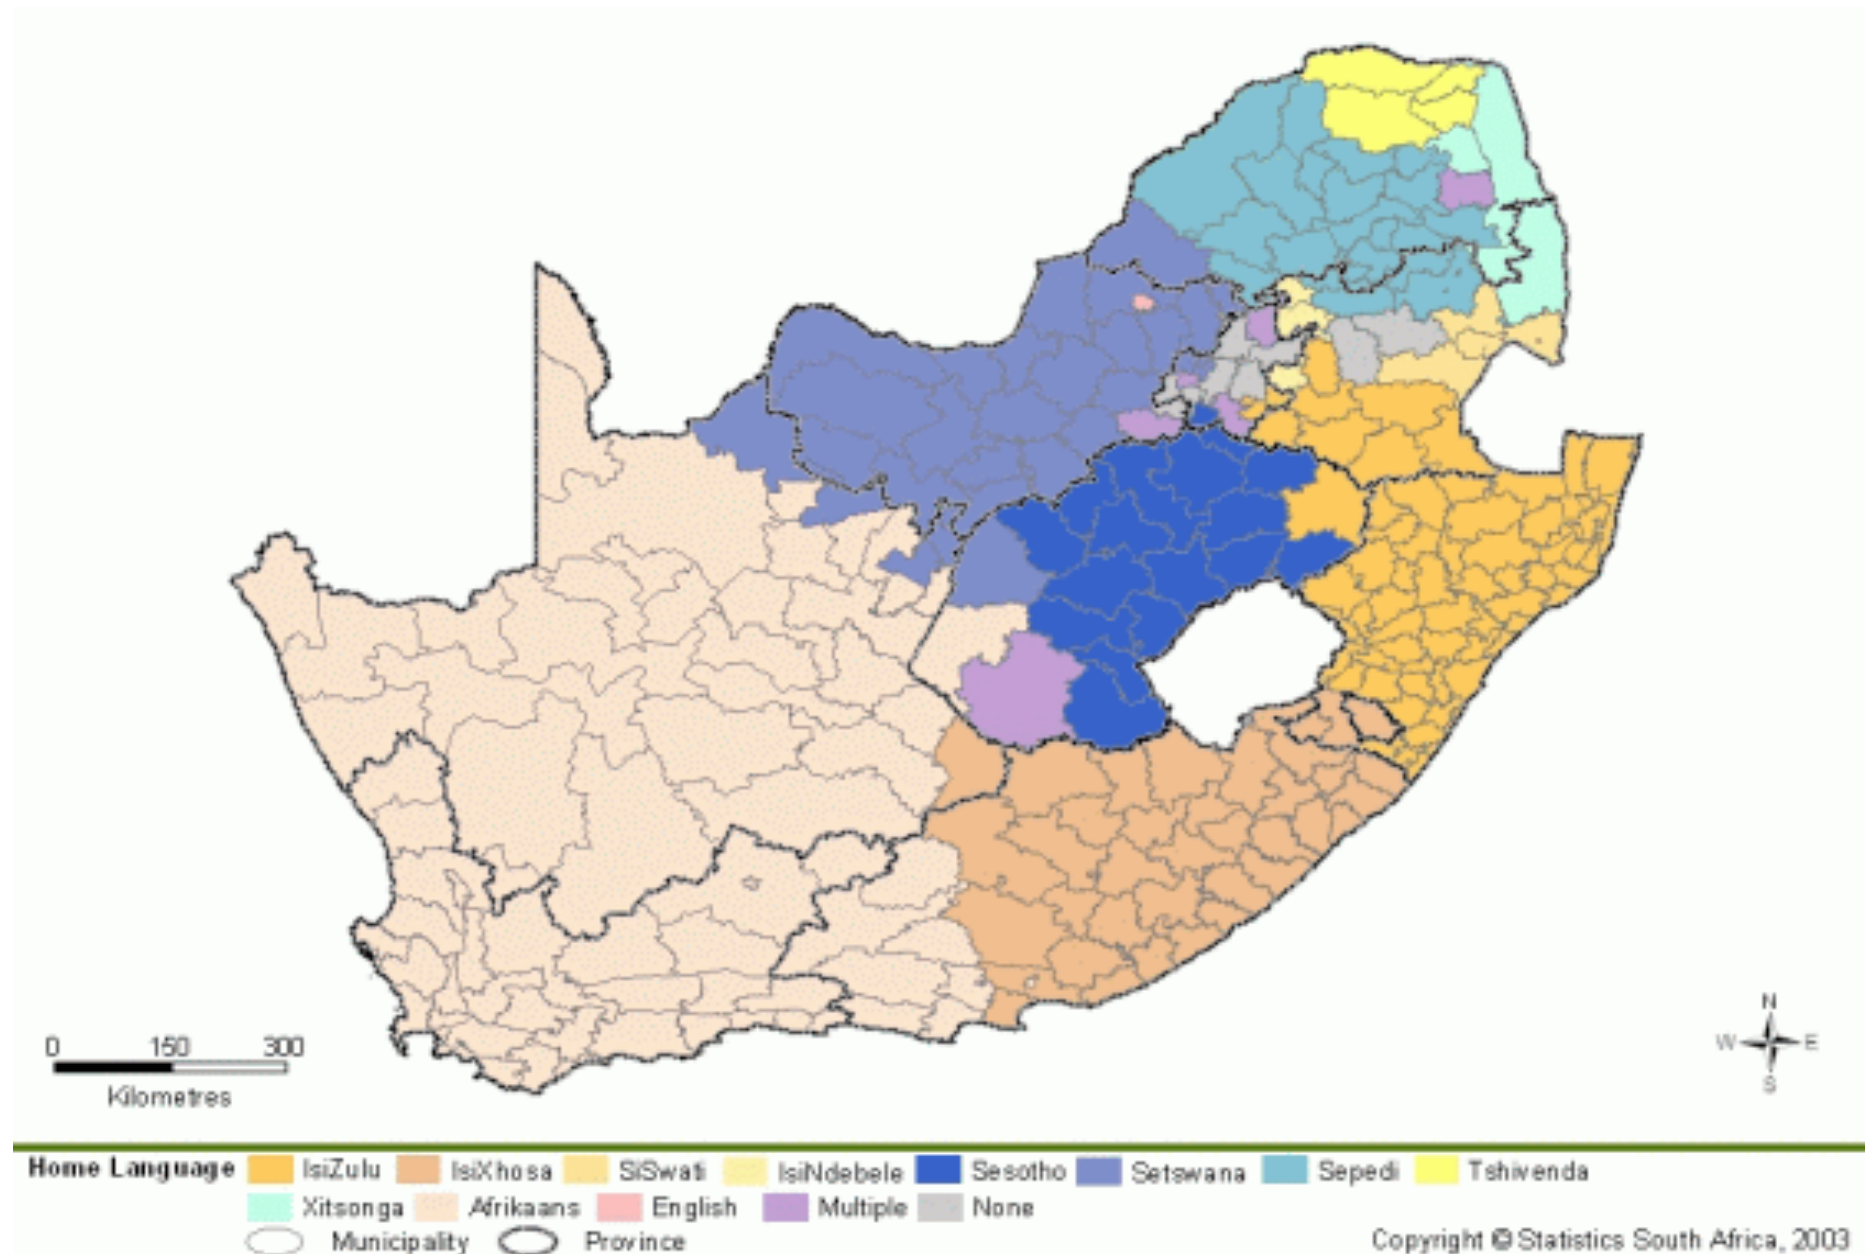 N
W E
S
0 150 300
Kilometres
Home Language IsiZulu IsiXhosa SiSwati IsiNdebele Sesotho Setswana Sepedi Tshivenda
Xitsonga Afrikaans English Multiple None
Municipality Province
Copyright © Statistics South Africa, 2003